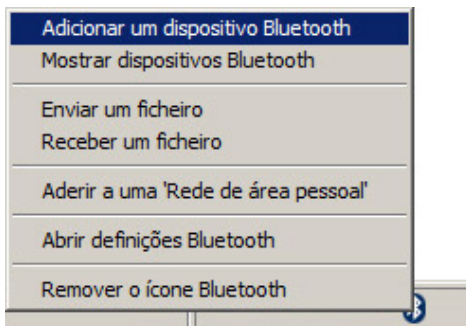 Adicionar um dispositivo Bluetooth
Mostrar dispositivos Bluetooth
Enviar um ficheiro
Receber um ficheiro
Aderir a uma 'Rede de área pessoal'
Abrir definições Bluetooth
Remover o ícone Bluetooth